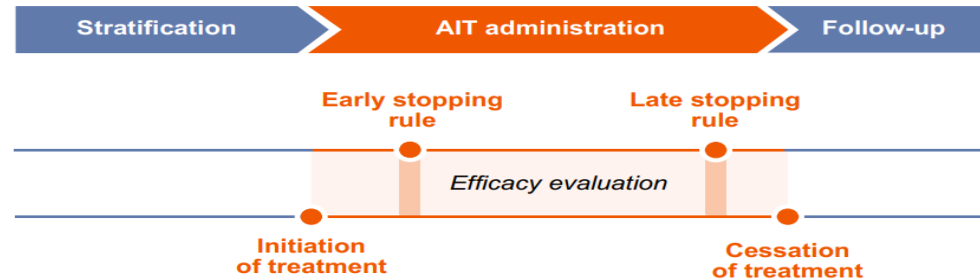 Stratification
AIT administration
Follow-up
Early stopping
rule
Late stopping
rule
Efficacy evaluation
Initiation
of treatment
Cessation
of treatment